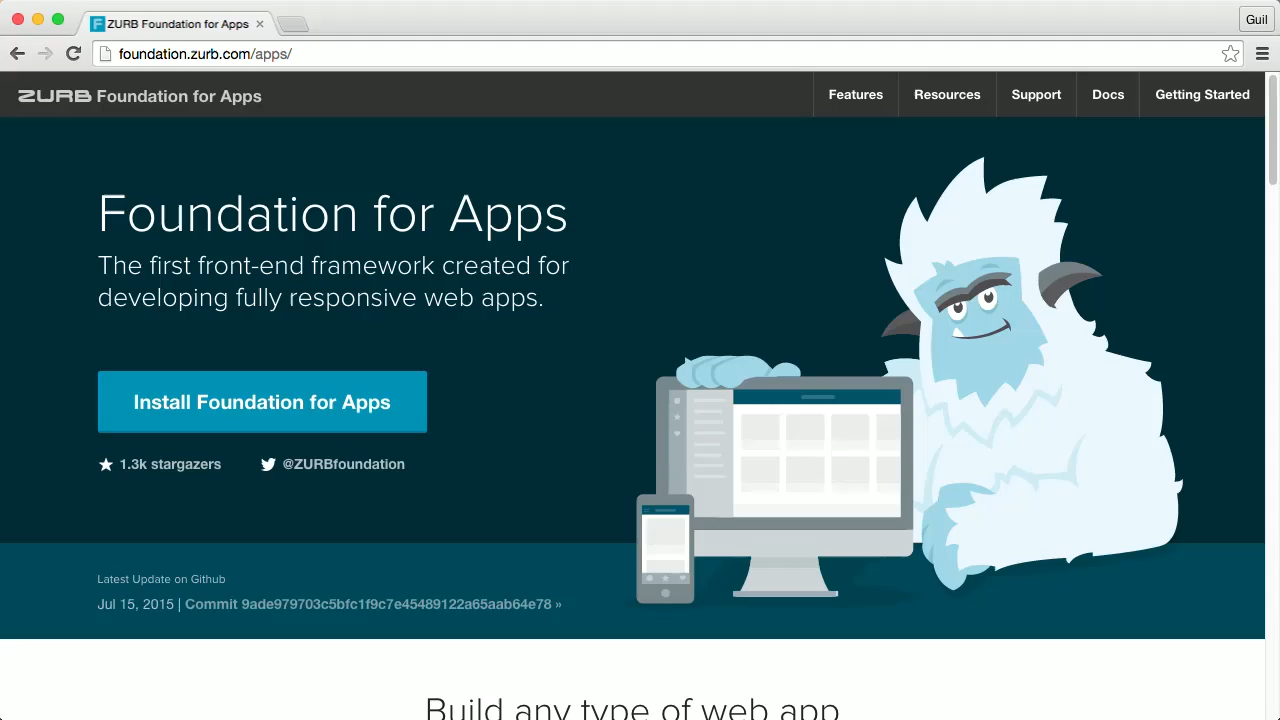 ZURB Foundation for Apps
Guil
foundation.zurb.com/apps/
ZURB Foundation for Apps
Features
Resources
Support
Docs
Getting Started
Foundation for Apps
The first front-end framework created for
developing fully responsive web apps.
Install Foundation for Apps
1.3k stargazers
@ZURBfoundation
Latest Update on Github
Jul 15, 2015 | Commit 9ade979703c5bfc1f9c7e45489122a65aab64e78 »
Build any type of web app